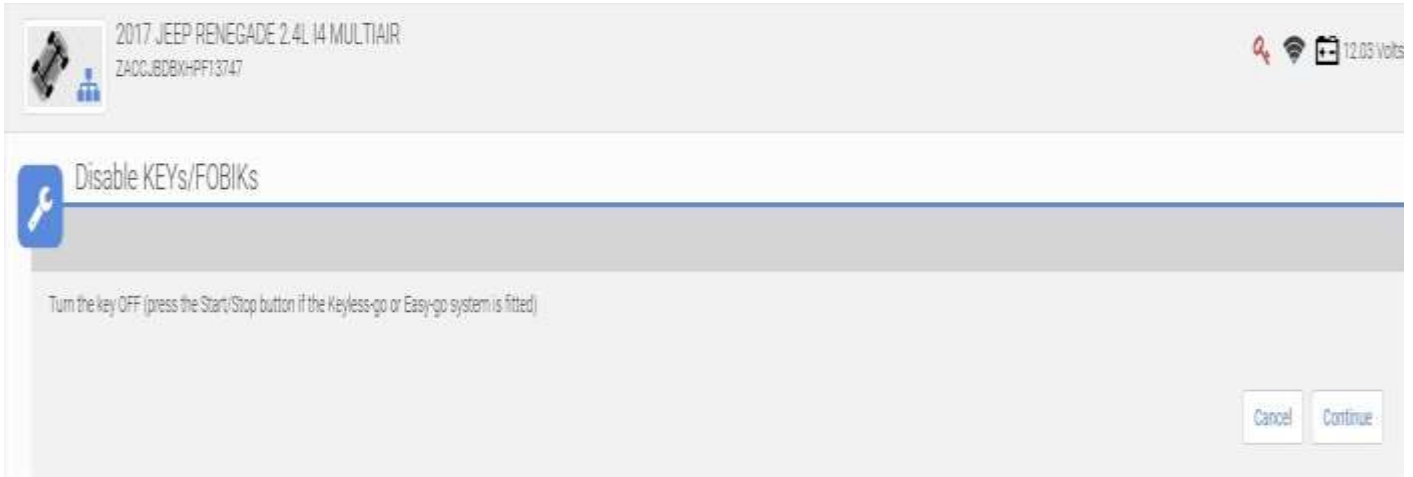 2017 JEEP RENEGADE 2.4L I4 MULTIAIR
ZACCJBDBXHPF13747
12.03 Volts
Disable KEYs/FOBIKs
Turn the key OFF (press the Start/Stop button if the Keyless-go or Easy-go system is fitted)
Cancel
Continue